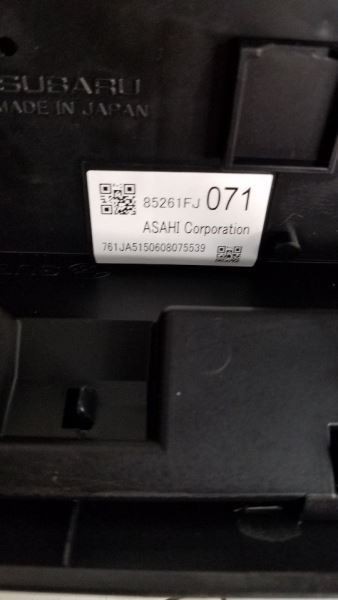 SUBARU
MADE IN JAPAN
85261FJ 071
ASAHI Corporation
761JA5150608075539